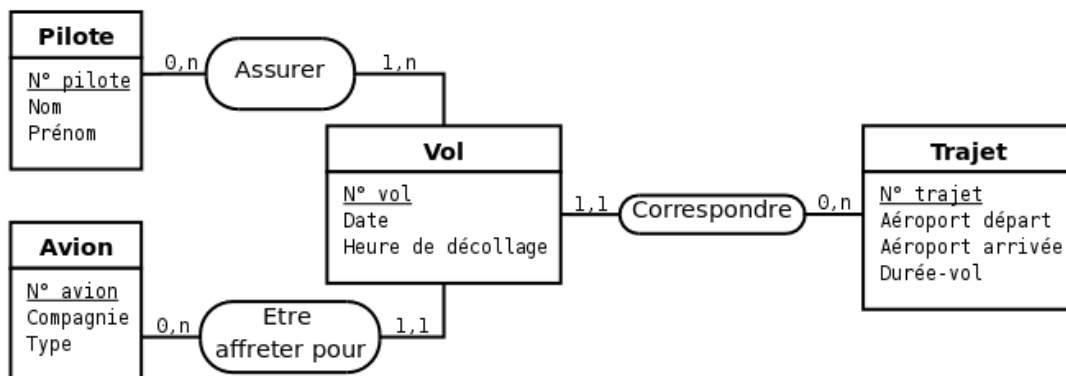 Pilote
N° pilote
Nom
Prénom
0,n
Assurer
1,n
Vol
N° vol
Date
Heure de décollage
1,1
Correspondre
0,n
Trajet
N° trajet
Aéroport départ
Aéroport arrivée
Durée-vol
Avion
N° avion
Compagnie
Type
0,n
Etre
affreter pour
1,1